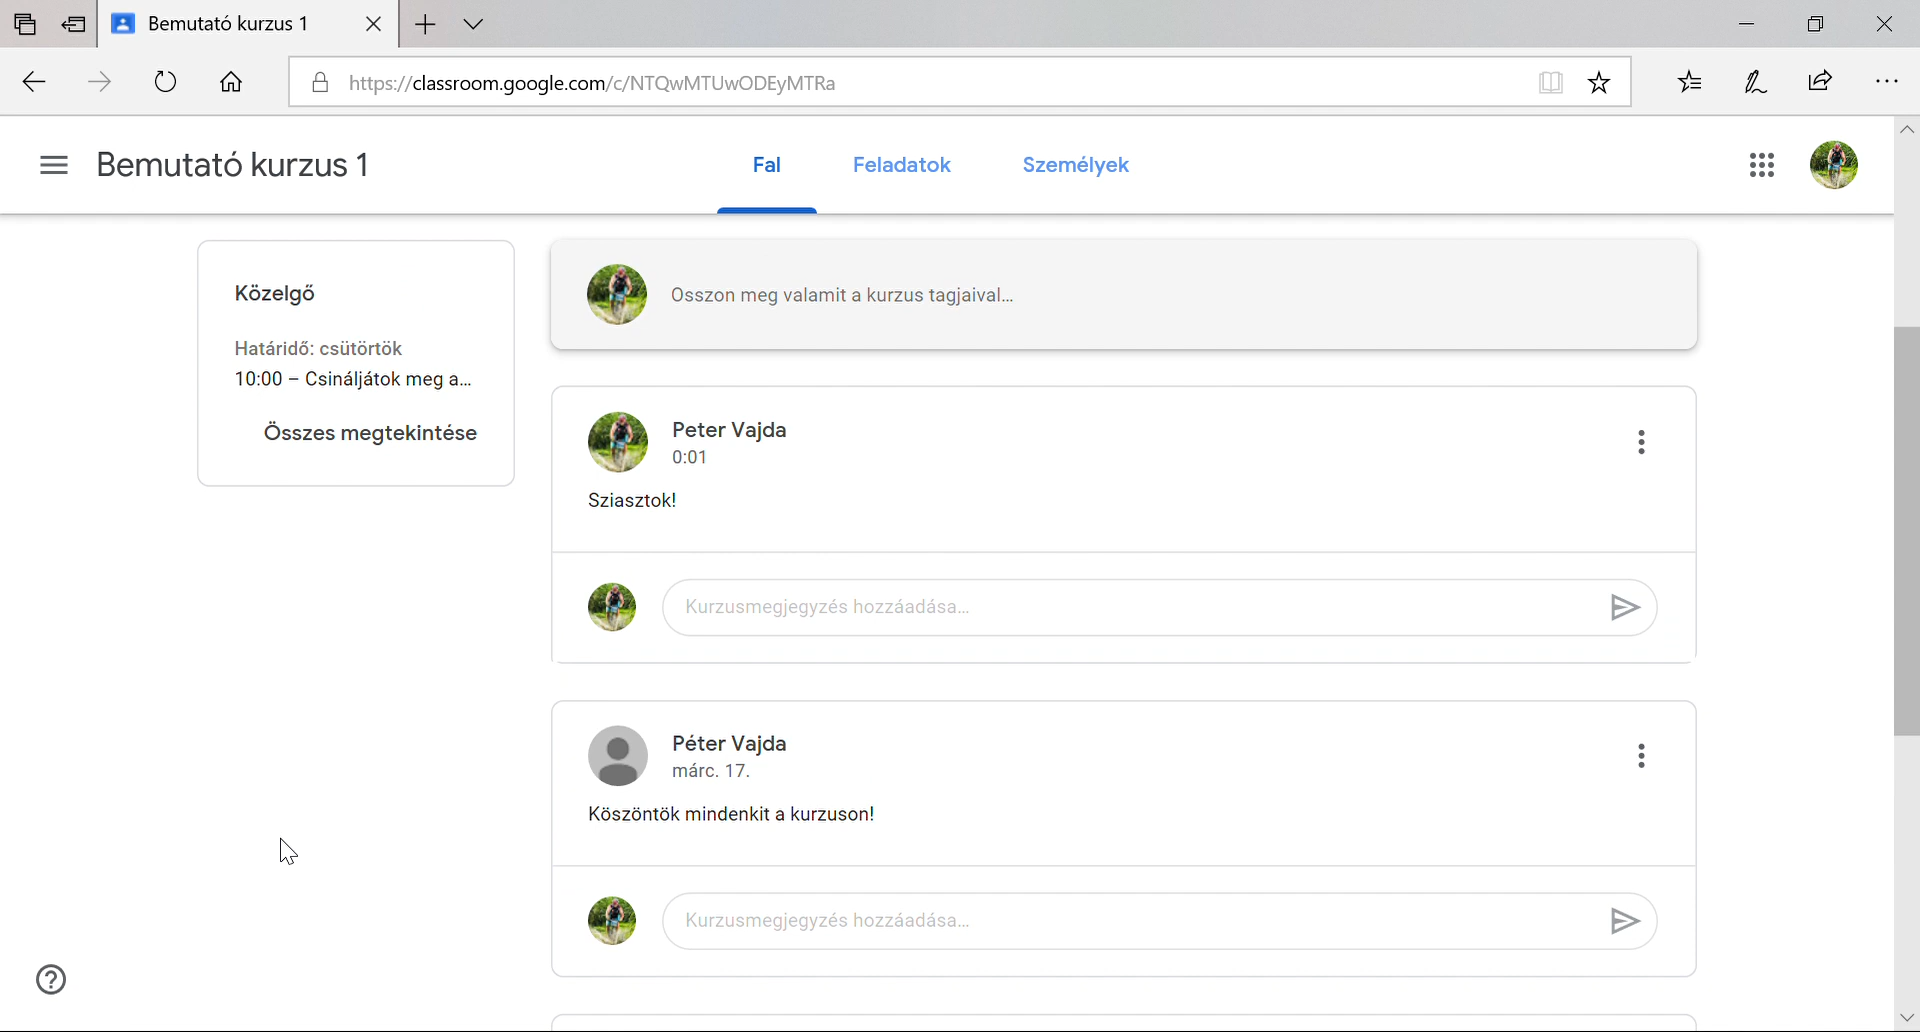 Bemutató kurzus 1
https://classroom.google.com/c/NTQwMTUwODEyMTRa
Bemutató kurzus 1
Fal
Feladatok
Személyek
Közelgő
Határidő: csütörtök
10:00 – Csináljátok meg a...
Összes megtekintése
Osszon meg valamit a kurzus tagjaival...
Peter Vajda
0:01
Sziasztok!
Kurzusmegjegyzés hozzáadása...
Péter Vajda
márc. 17.
Köszöntök mindenkit a kurzuson!
Kurzusmegjegyzés hozzáadása...